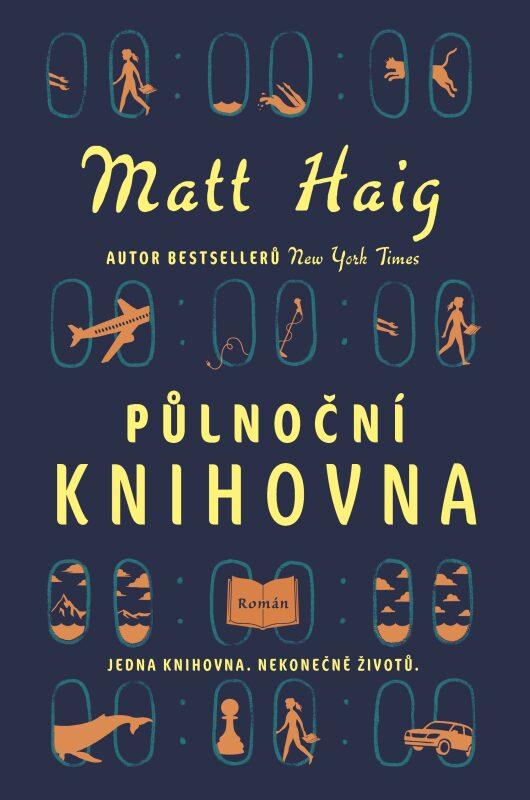 Matt Haig
AUTOR BESTSELLERŮ New York Times
PŮLNOČNÍ
KNIHOVNA
Román
JEDNA KNIHOVNA. NEKONEČNĚ ŽIVOTŮ.